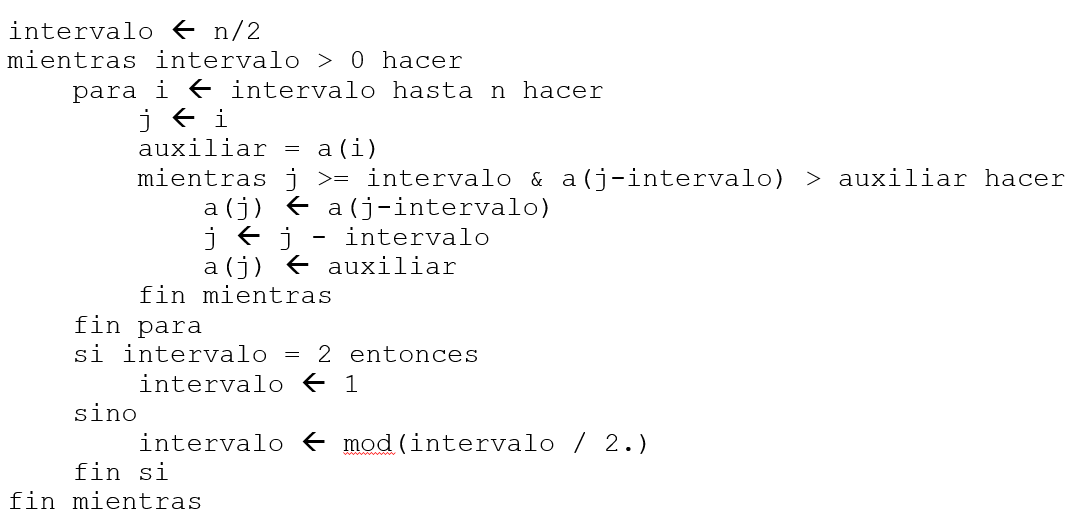 intervalo ← n/2
mientras intervalo > 0 hacer
    para i ← intervalo hasta n hacer
        j ← i
        auxiliar = a(i)
        mientras j >= intervalo & a(j-intervalo) > auxiliar hacer
            a(j) ← a(j-intervalo)
            j ← j - intervalo
            a(j) ← auxiliar
        fin mientras
    fin para
    si intervalo = 2 entonces
        intervalo ← 1
    sino
        intervalo ← mod(intervalo / 2.)
    fin si
fin mientras